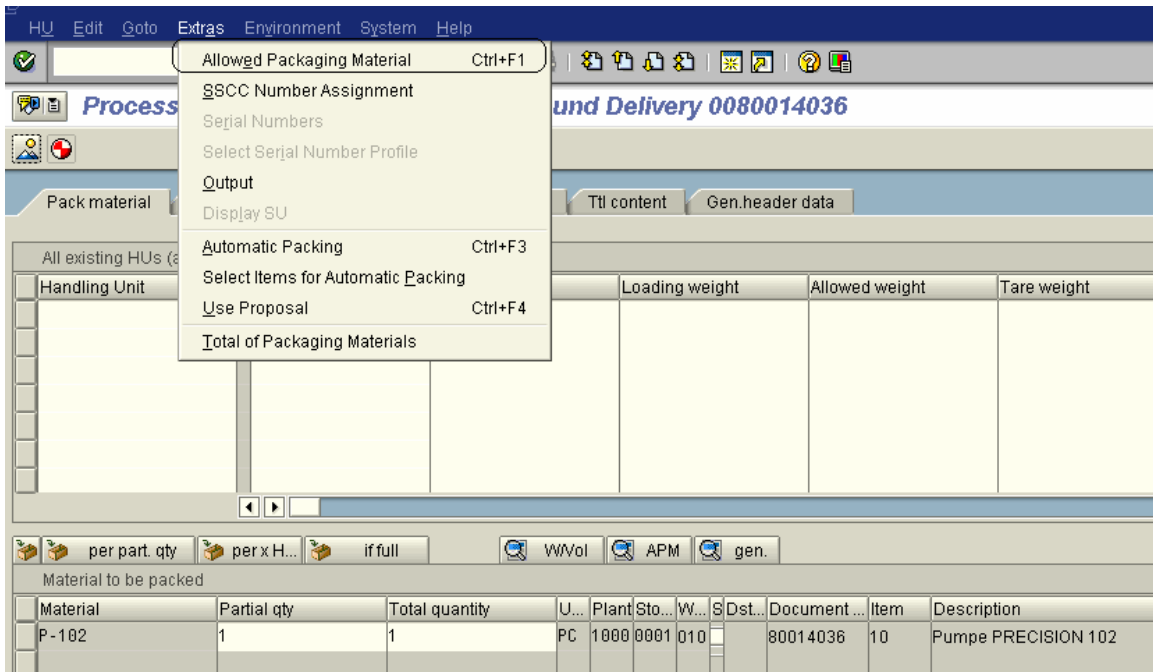 HU Edit Goto Extras Environment System Help
Allowed Packaging Material Ctrl+F1
SSCC Number Assignment
Process und Delivery 0080014036
Serial Numbers
Select Serial Number Profile
Output
Pack material Ttl content Gen.header data
Display SU
Automatic Packing Ctrl+F3
All existing HUs (a
Select Items for Automatic Packing
Handling Unit Loading weight Allowed weight Tare weight
Use Proposal Ctrl+F4
Total of Packaging Materials
per part. qty per x H... if full W/Vol APM gen.
Material to be packed
Material Partial qty Total quantity U... Plant Sto... W... S Dst... Document ... Item Description
P-102 1 1 PC 1000 0001 010 80014036 10 Pumpe PRECISION 102